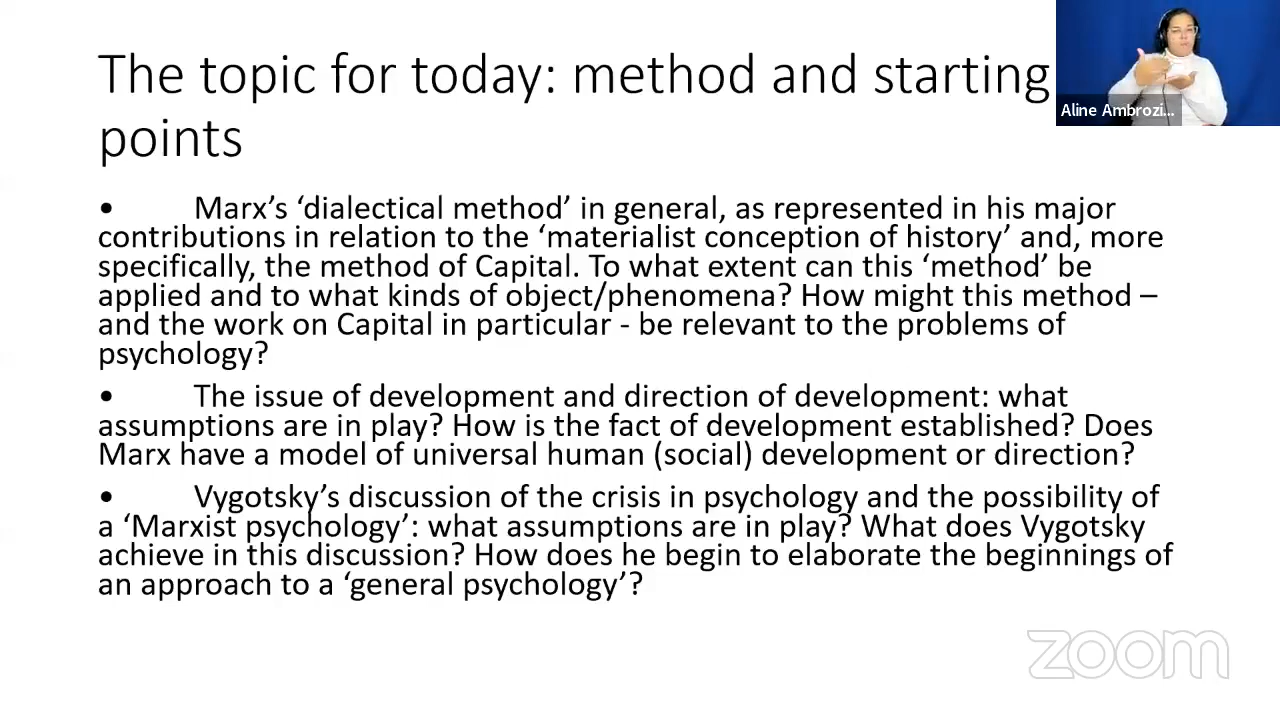 The topic for today: method and starting
points
Aline Ambrozi...
• Marx’s ‘dialectical method’ in general, as represented in his major
contributions in relation to the ‘materialist conception of history’ and, more
specifically, the method of Capital. To what extent can this ‘method’ be
applied and to what kinds of object/phenomena? How might this method –
and the work on Capital in particular - be relevant to the problems of
psychology?
• The issue of development and direction of development: what
assumptions are in play? How is the fact of development established? Does
Marx have a model of universal human (social) development or direction?
• Vygotsky’s discussion of the crisis in psychology and the possibility of
a ‘Marxist psychology’: what assumptions are in play? What does Vygotsky
achieve in this discussion? How does he begin to elaborate the beginnings of
an approach to a ‘general psychology’?
zoom